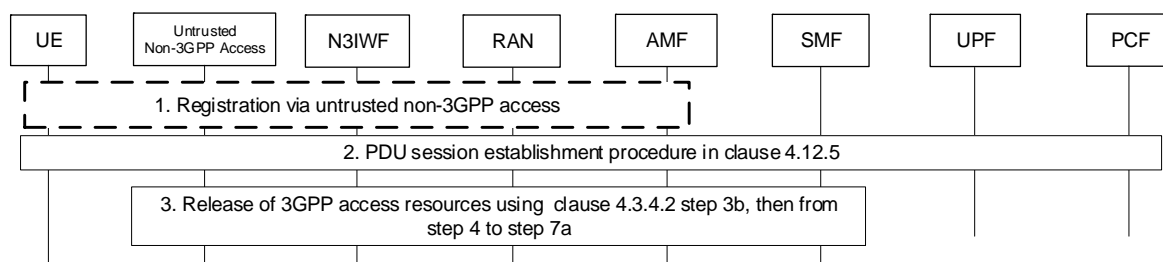 UE
Untrusted
Non-3GPP Access
N3IWF
RAN
AMF
SMF
UPF
PCF
1. Registration via untrusted non-3GPP access
2. PDU session establishment procedure in clause 4.12.5
3. Release of 3GPP access resources using clause 4.3.4.2 step 3b, then from
step 4 to step 7a